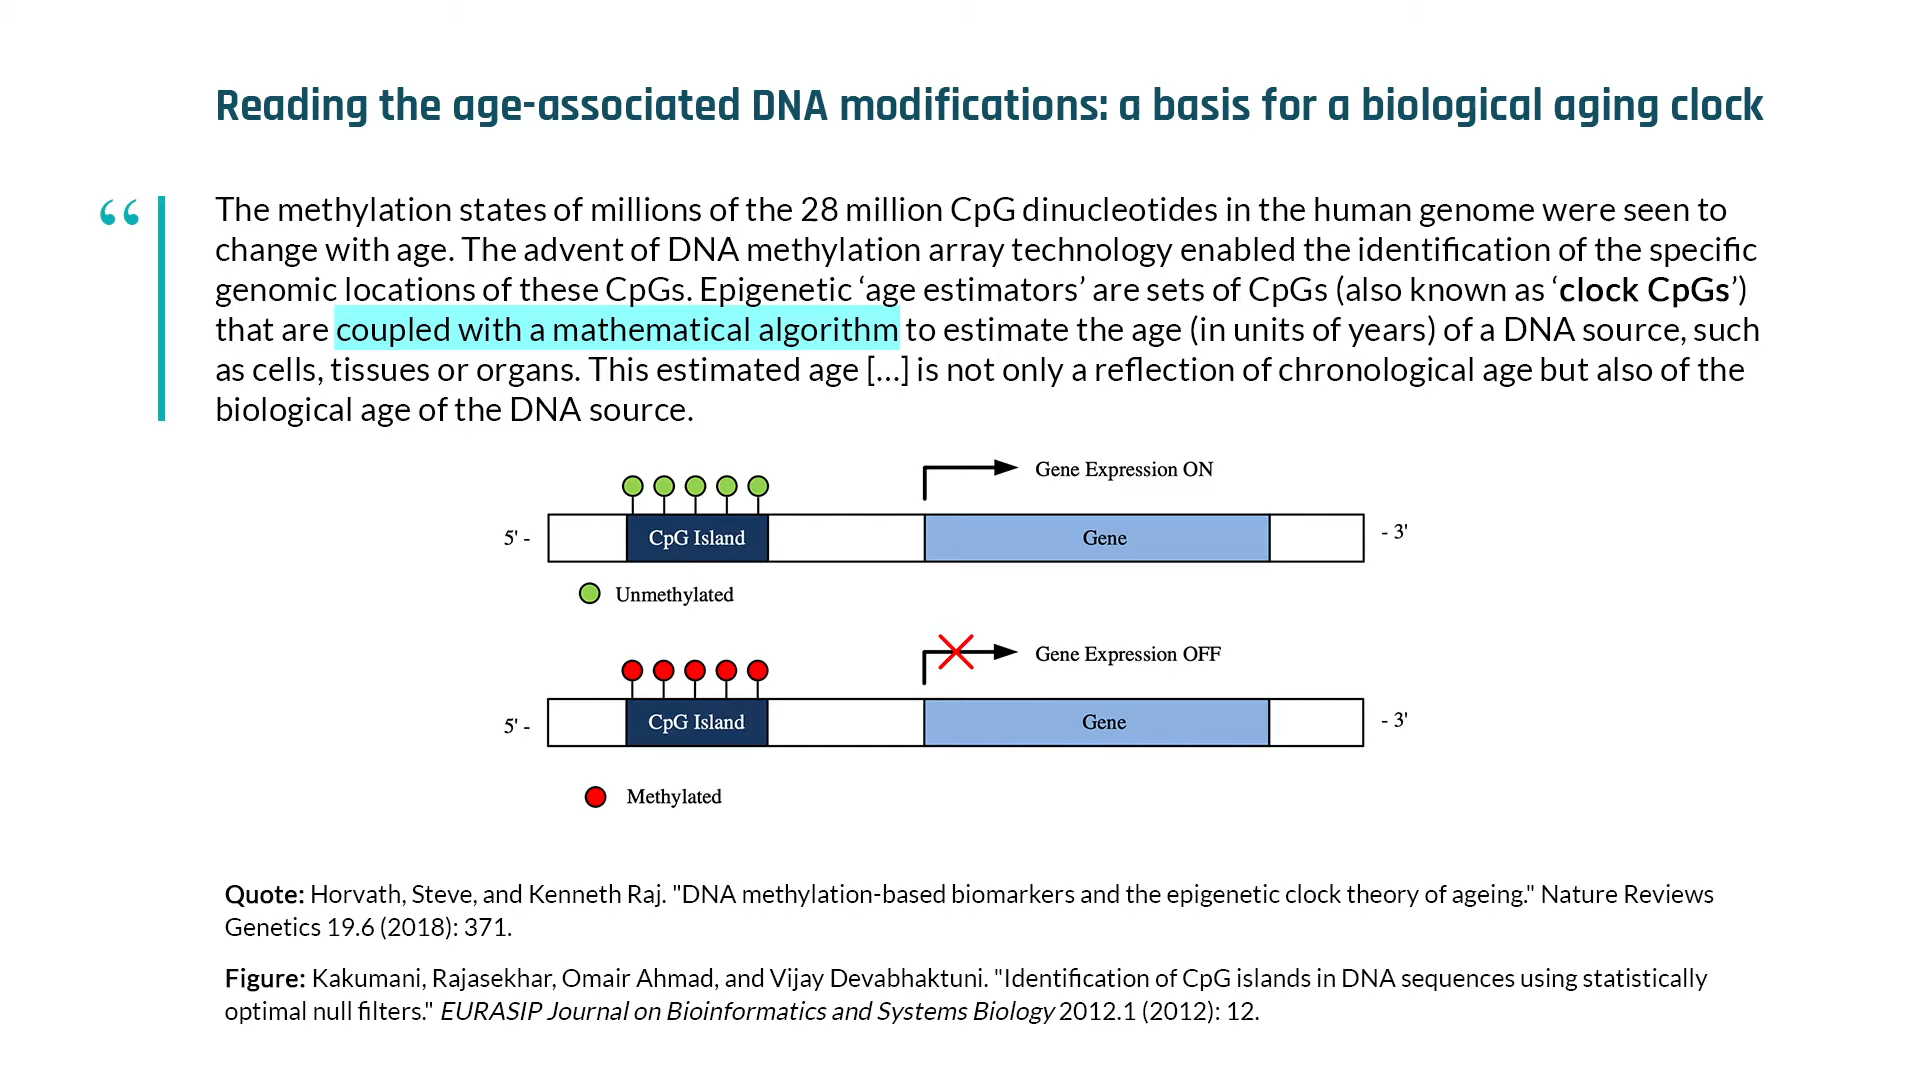 Reading the age-associated DNA modifications: a basis for a biological aging clock
“
The methylation states of millions of the 28 million CpG dinucleotides in the human genome were seen to
change with age. The advent of DNA methylation array technology enabled the identification of the specific
genomic locations of these CpGs. Epigenetic ‘age estimators’ are sets of CpGs (also known as ‘clock CpGs’)
that are coupled with a mathematical algorithm to estimate the age (in units of years) of a DNA source, such
as cells, tissues or organs. This estimated age [...] is not only a reflection of chronological age but also of the
biological age of the DNA source.
Gene Expression ON
5' - CpG Island Gene - 3'
Unmethylated
Gene Expression OFF
5' - CpG Island Gene - 3'
Methylated
Quote: Horvath, Steve, and Kenneth Raj. "DNA methylation-based biomarkers and the epigenetic clock theory of ageing." Nature Reviews
Genetics 19.6 (2018): 371.
Figure: Kakumani, Rajasekhar, Omair Ahmad, and Vijay Devabhaktuni. "Identification of CpG islands in DNA sequences using statistically
optimal null filters." EURASIP Journal on Bioinformatics and Systems Biology 2012.1 (2012): 12.